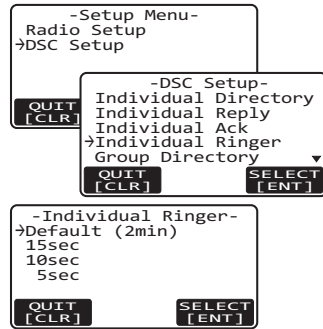 -Setup Menu-
Radio Setup
→DSC Setup
QUIT
[CLR]
-DSC Setup-
Individual Directory
Individual Reply
Individual Ack
→Individual Ringer
Group Directory ▼
QUIT SELECT
[CLR] [ENT]
-Individual Ringer-
→Default (2min)
15sec
10sec
5sec
QUIT SELECT
[CLR] [ENT]